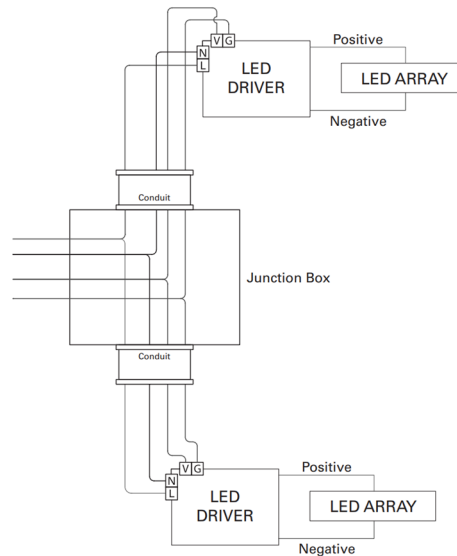 V G
N
L
LED
DRIVER
Positive
LED ARRAY
Negative
Conduit
Junction Box
Conduit
V G
N
L
LED
DRIVER
Positive
LED ARRAY
Negative